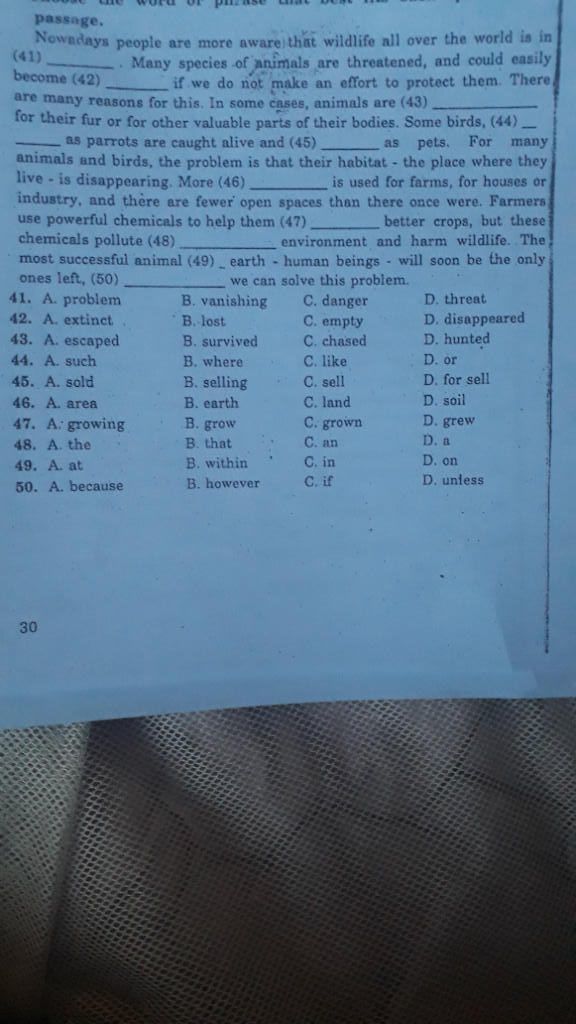 passage.
Nowadays people are more aware that wildlife all over the world is in
(41) ________ . Many species of animals are threatened, and could easily
become (42) ________ if we do not make an effort to protect them. There
are many reasons for this. In some cases, animals are (43) ________
for their fur or for other valuable parts of their bodies. Some birds, (44) __
______ as parrots are caught alive and (45) ________ as pets. For many
animals and birds, the problem is that their habitat - the place where they
live - is disappearing. More (46) ________ is used for farms, for houses or
industry, and there are fewer open spaces than there once were. Farmers
use powerful chemicals to help them (47) ________ better crops, but these
chemicals pollute (48) ________ environment and harm wildlife. The
most successful animal (49) _ earth - human beings - will soon be the only
ones left, (50) ________ we can solve this problem.
41. A. problem B. vanishing C. danger D. threat
42. A. extinct B. lost C. empty D. disappeared
43. A. escaped B. survived C. chased D. hunted
44. A. such B. where C. like D. or
45. A. sold B. selling C. sell D. for sell
46. A. area B. earth C. land D. soil
47. A. growing B. grow C. grown D. grew
48. A. the B. that C. an D. a
49. A. at B. within C. in D. on
50. A. because B. however C. if D. unless
30